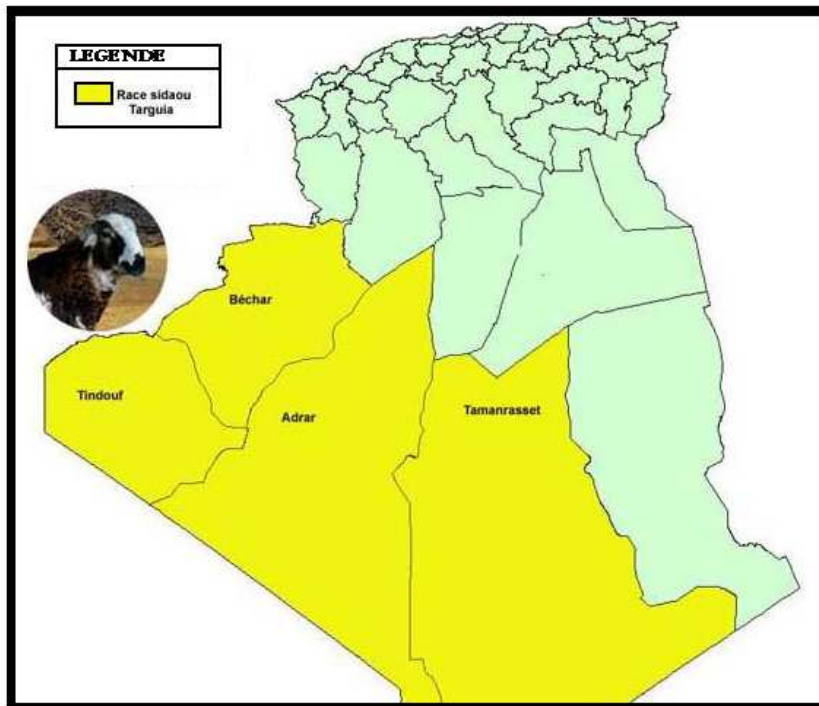 LEGENDE
Race sidaou
Targuia
Béchar
Tindouf
Adrar
Tamanrasset